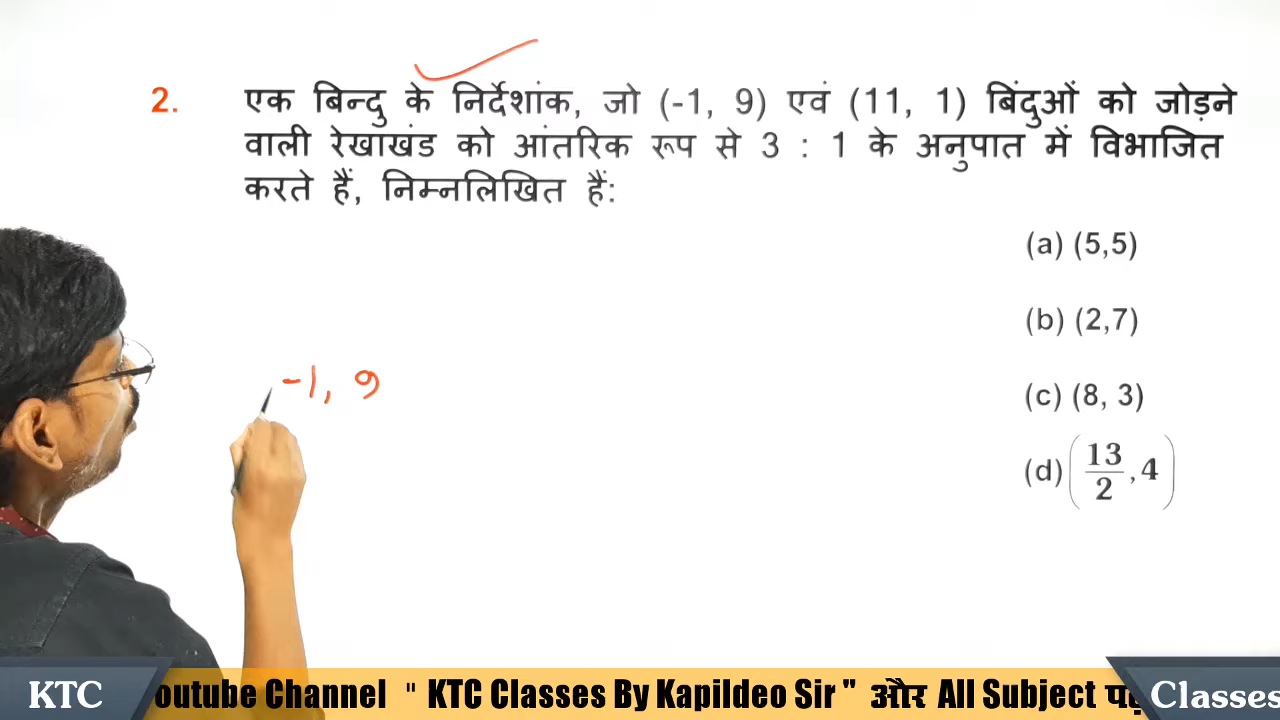 2. एक बिन्दु के निर्देशांक, जो (-1, 9) एवं (11, 1) बिंदुओं को जोड़ने
वाली रेखाखंड को आंतरिक रूप से 3 : 1 के अनुपात में विभाजित
करते हैं, निम्नलिखित हैं:
(a) (5,5)
(b) (2,7)
-1, 9
(c) (8, 3)
(d) (13/2, 4)
KTC
outube Channel " KTC Classes By Kapildeo Sir " और All Subject
Classes